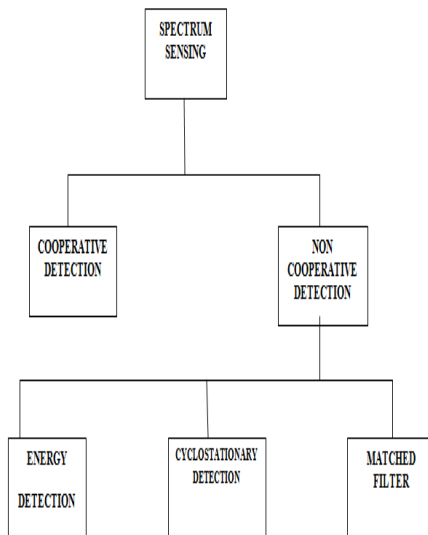 SPECTRUM
SENSING
COOPERATIVE
DETECTION
NON
COOPERATIVE
DETECTION
ENERGY
DETECTION
CYCLOSTATIONARY
DETECTION
MATCHED
FILTER